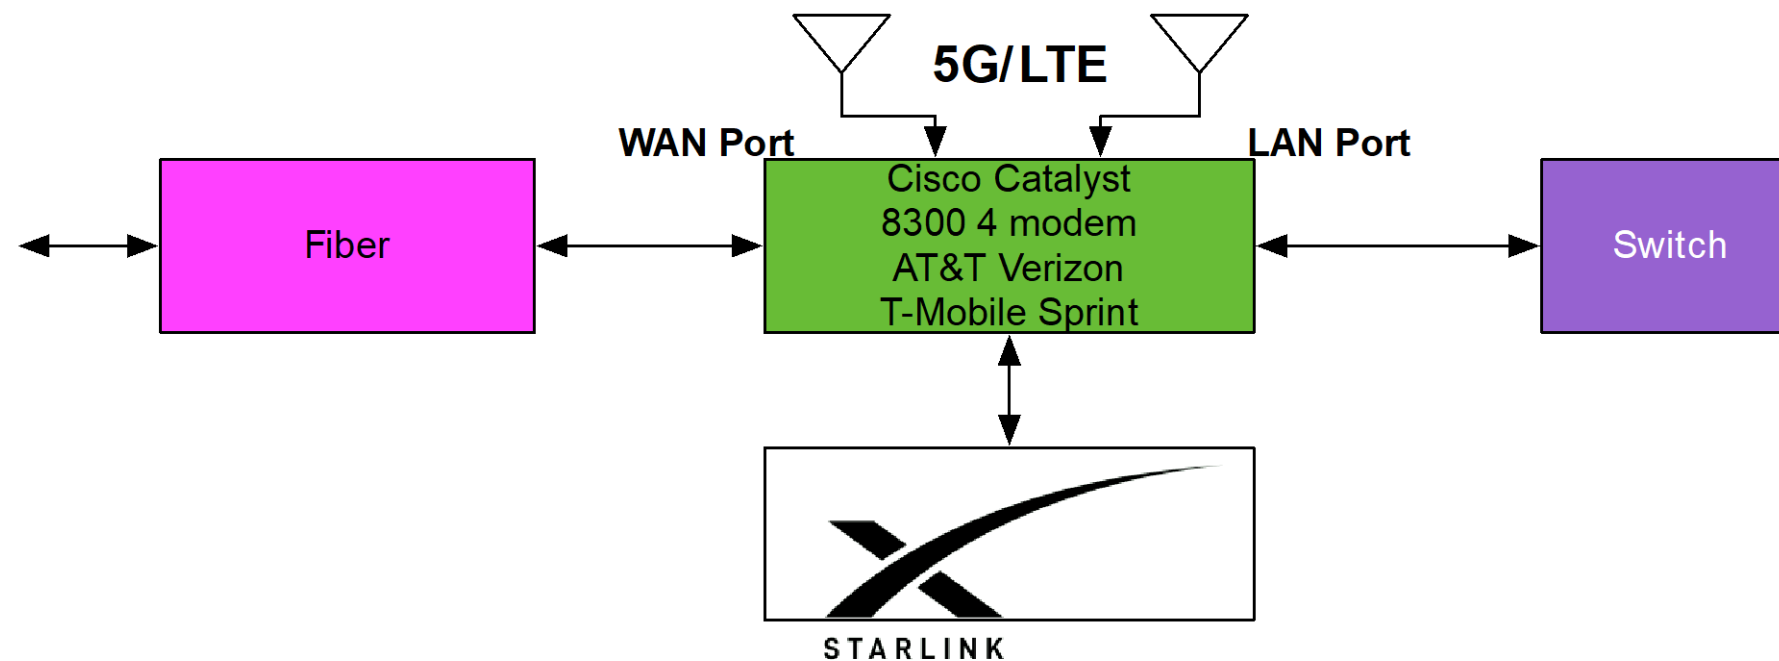 5G/LTE
WAN Port
LAN Port
Fiber
Cisco Catalyst
8300 4 modem
AT&T Verizon
T-Mobile Sprint
Switch
STARLINK